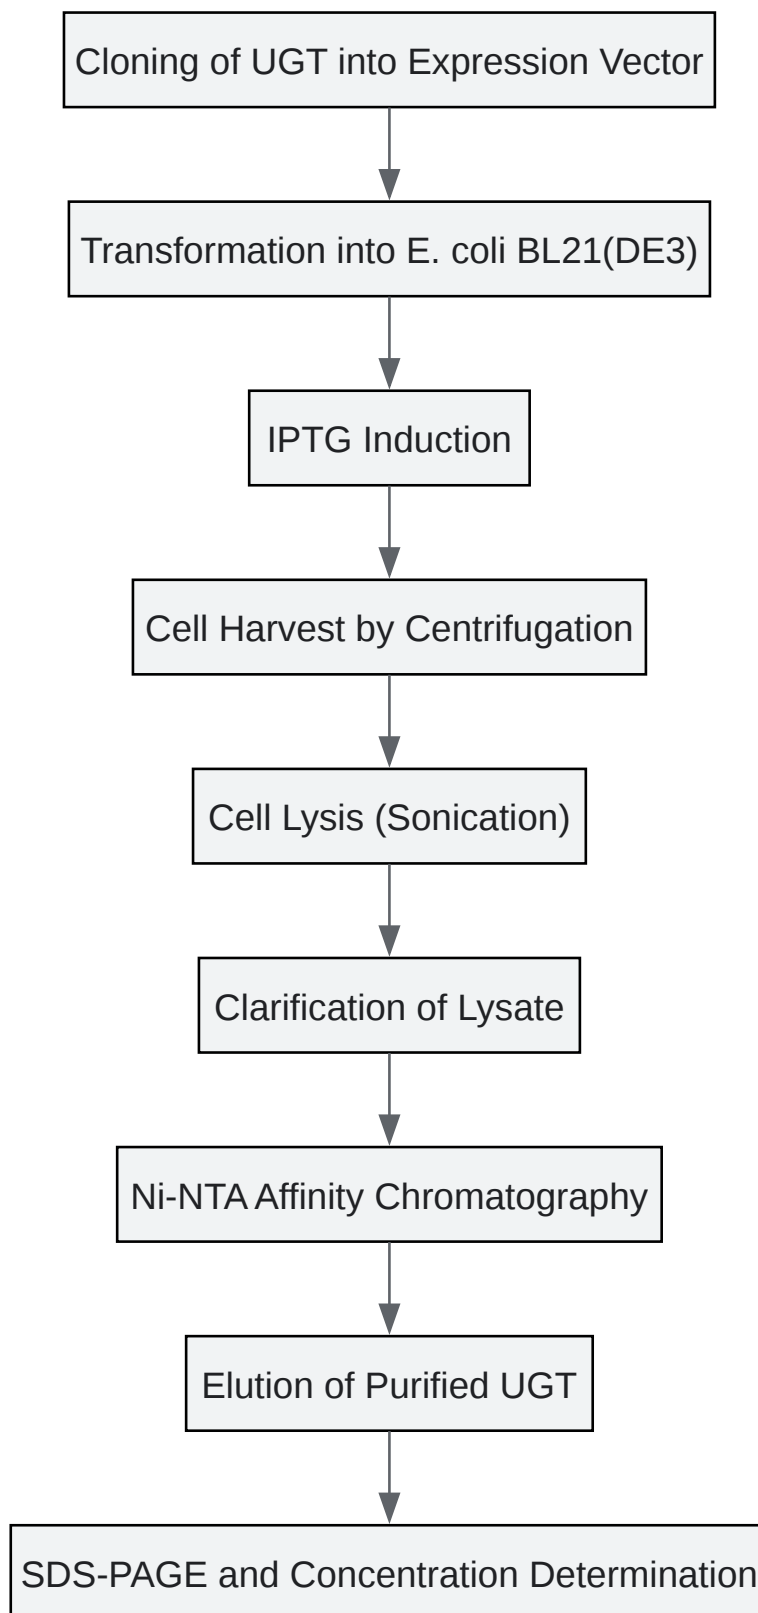 Cloning of UGT into Expression Vector
Transformation into E. coli BL21(DE3)
IPTG Induction
Cell Harvest by Centrifugation
Cell Lysis (Sonication)
Clarification of Lysate
Ni-NTA Affinity Chromatography
Elution of Purified UGT
SDS-PAGE and Concentration Determination